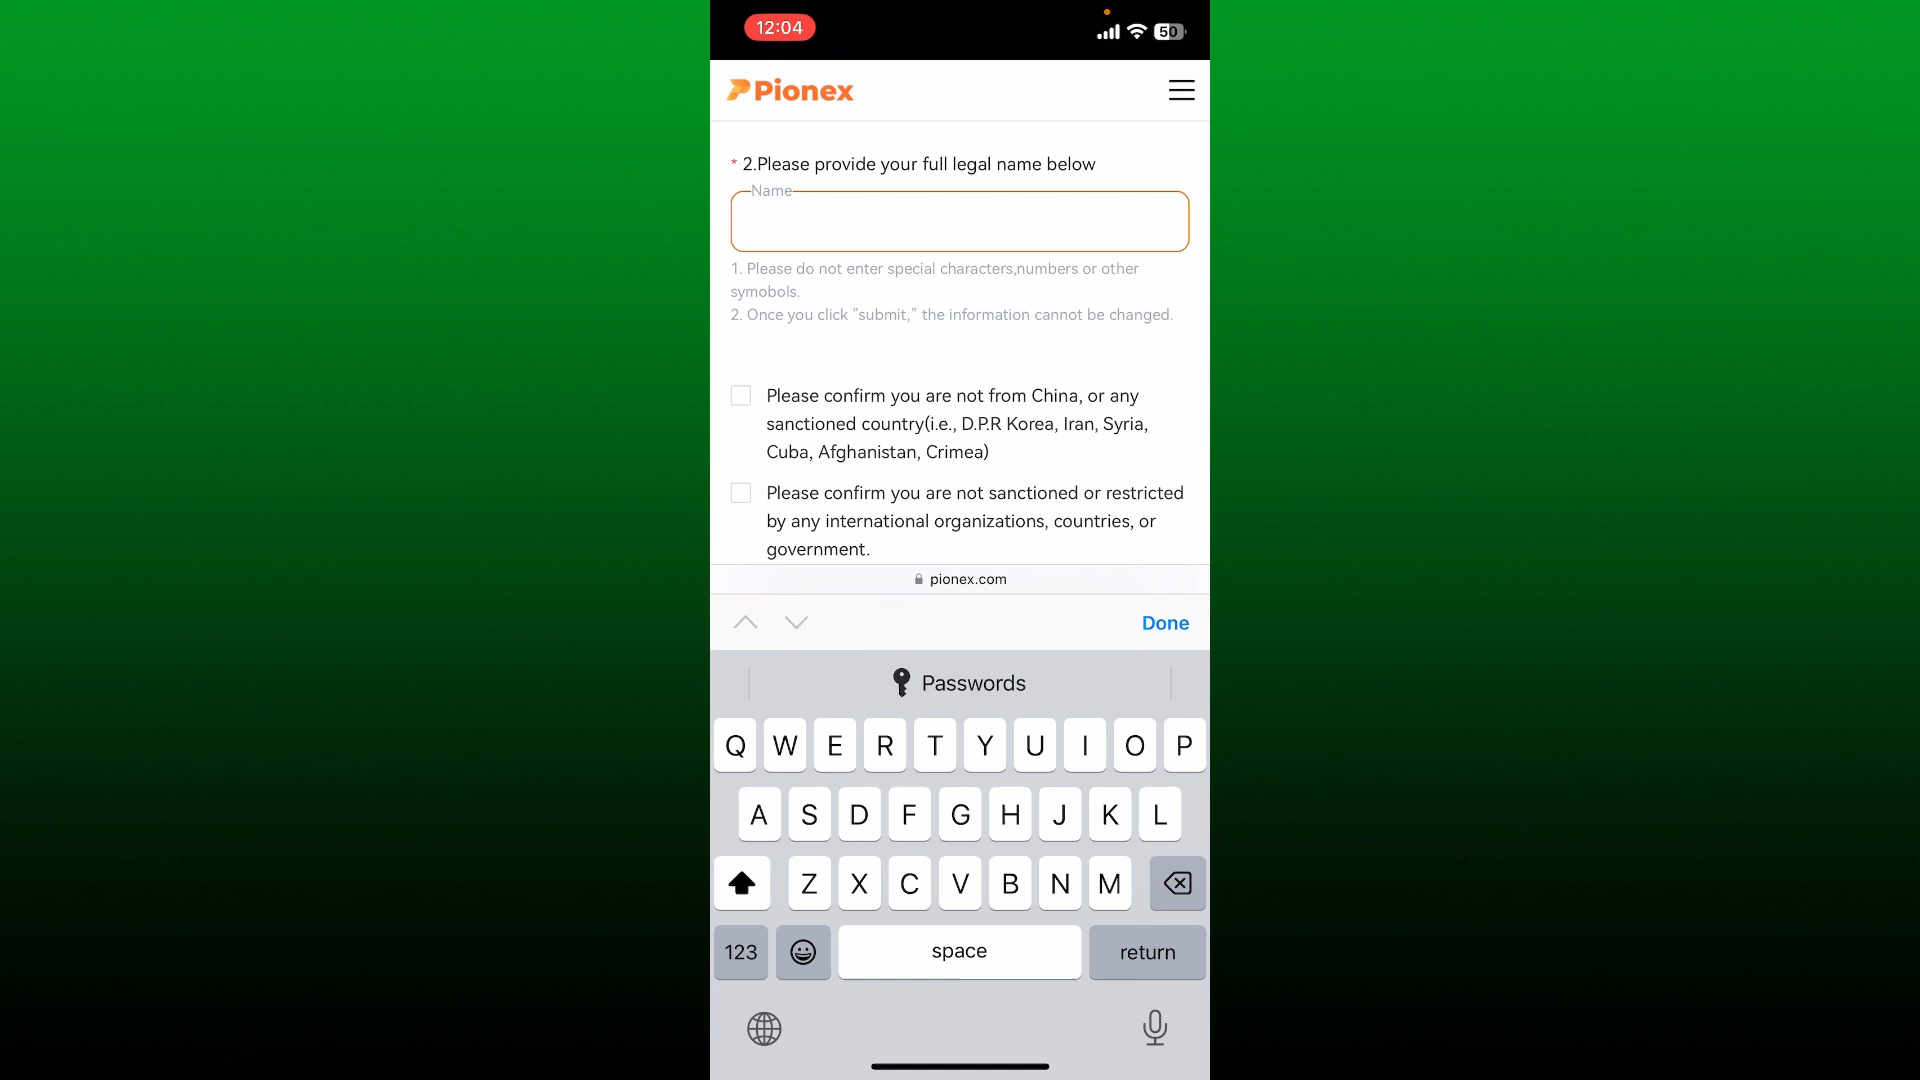 12:04
50
Pionex
* 2.Please provide your full legal name below
Name
1. Please do not enter special characters,numbers or other
symobols.
2. Once you click "submit," the information cannot be changed.
Please confirm you are not from China, or any
sanctioned country(i.e., D.P.R Korea, Iran, Syria,
Cuba, Afghanistan, Crimea)
Please confirm you are not sanctioned or restricted
by any international organizations, countries, or
government.
pionex.com
Done
Passwords
Q W E R T Y U I O P
A S D F G H J K L
Z X C V B N M
123 space return